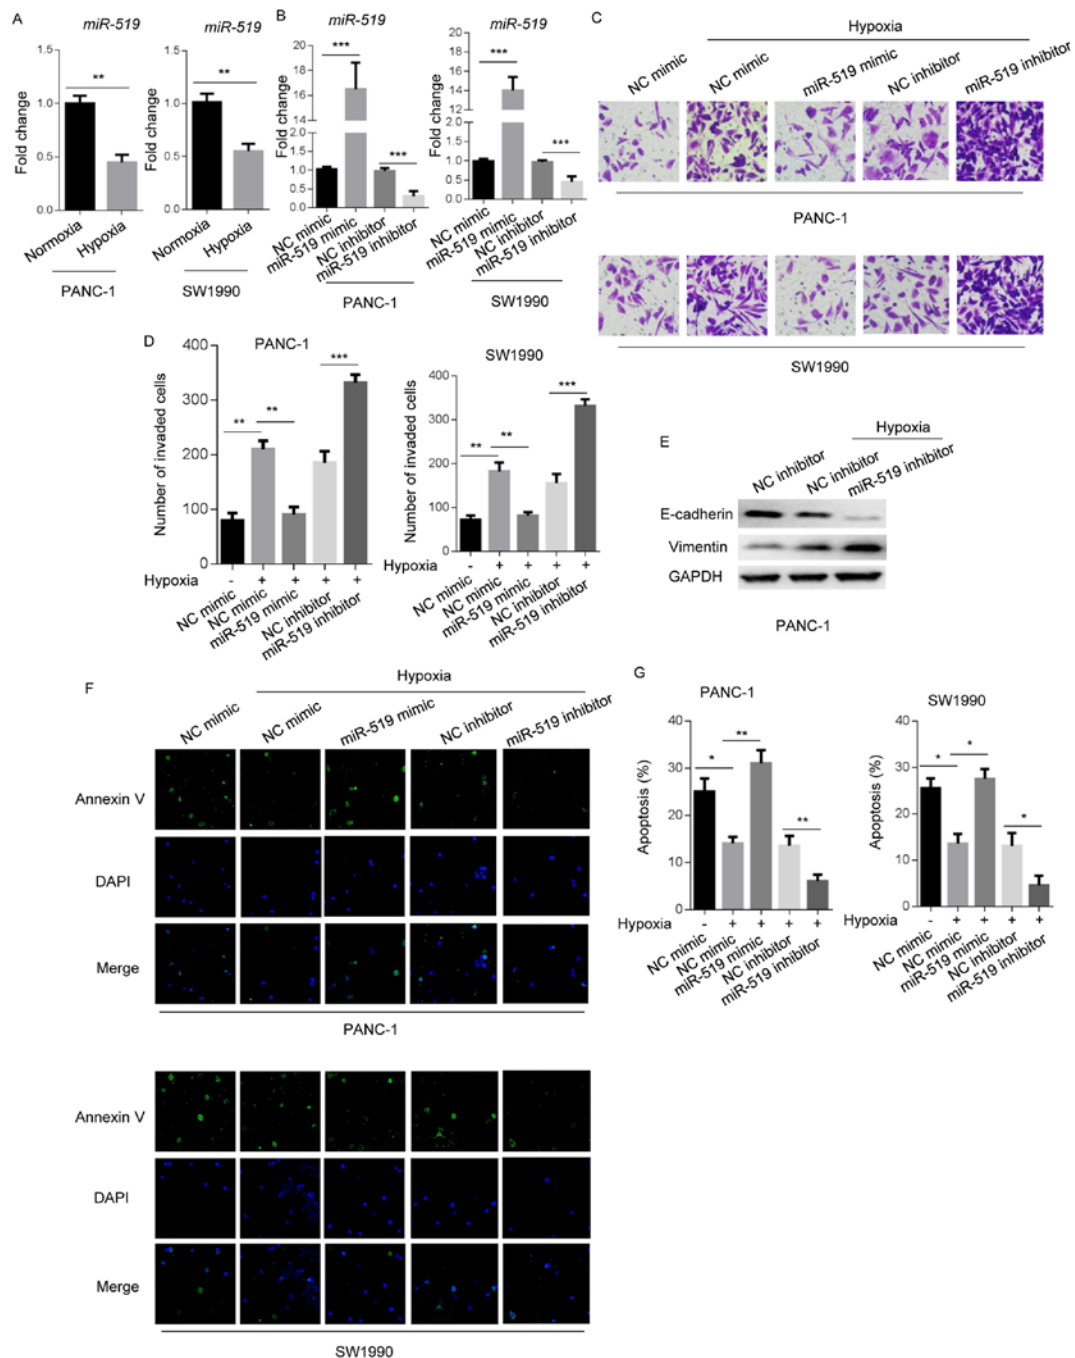 A
miR-519
miR-519
Fold change
1.5
1.0
0.5
0.0
**
Normoxia
Hypoxia
PANC-1
Fold change
1.5
1.0
0.5
0.0
**
Normoxia
Hypoxia
SW1990
B
miR-519
miR-519
Fold change
20
18
16
14
12
2.0
1.5
1.0
0.5
0.0
***
***
NC mimic
miR-519 mimic
NC inhibitor
miR-519 inhibitor
PANC-1
Fold change
20
18
16
14
12
2.0
1.5
1.0
0.5
0.0
***
***
NC mimic
miR-519 mimic
NC inhibitor
miR-519 inhibitor
SW1990
C
Hypoxia
NC mimic
NC mimic
miR-519 mimic
NC inhibitor
miR-519 inhibitor
PANC-1
SW1990
D
PANC-1
Number of invaded cells
400
300
200
100
0
**
**
***
Hypoxia
- + + + +
NC mimic
NC mimic
miR-519 mimic
NC inhibitor
miR-519 inhibitor
SW1990
Number of invaded cells
400
300
200
100
0
**
**
***
Hypoxia
- + + + +
NC mimic
NC mimic
miR-519 mimic
NC inhibitor
miR-519 inhibitor
E
Hypoxia
NC inhibitor
NC inhibitor
miR-519 inhibitor
E-cadherin
Vimentin
GAPDH
PANC-1
F
Hypoxia
NC mimic
NC mimic
miR-519 mimic
NC inhibitor
miR-519 inhibitor
Annexin V
DAPI
Merge
PANC-1
Annexin V
DAPI
Merge
SW1990
G
PANC-1
Apoptosis (%)
40
30
20
10
0
*
**
**
Hypoxia
- + + + +
NC mimic
NC mimic
miR-519 mimic
NC inhibitor
miR-519 inhibitor
SW1990
Apoptosis (%)
40
30
20
10
0
*
*
*
Hypoxia
- + + + +
NC mimic
NC mimic
miR-519 mimic
NC inhibitor
miR-519 inhibitor